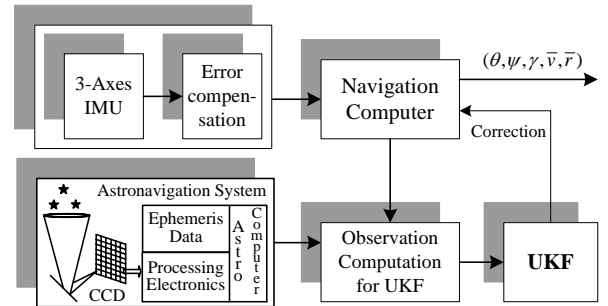 3-Axes
IMU
Error
compen-
sation
Navigation
Computer
(θ,ψ,γ,v̅,r̅)
Correction
Astronavigation System
Ephemeris
Data
Processing
Electronics
Astro
Computer
CCD
Observation
Computation
for UKF
UKF